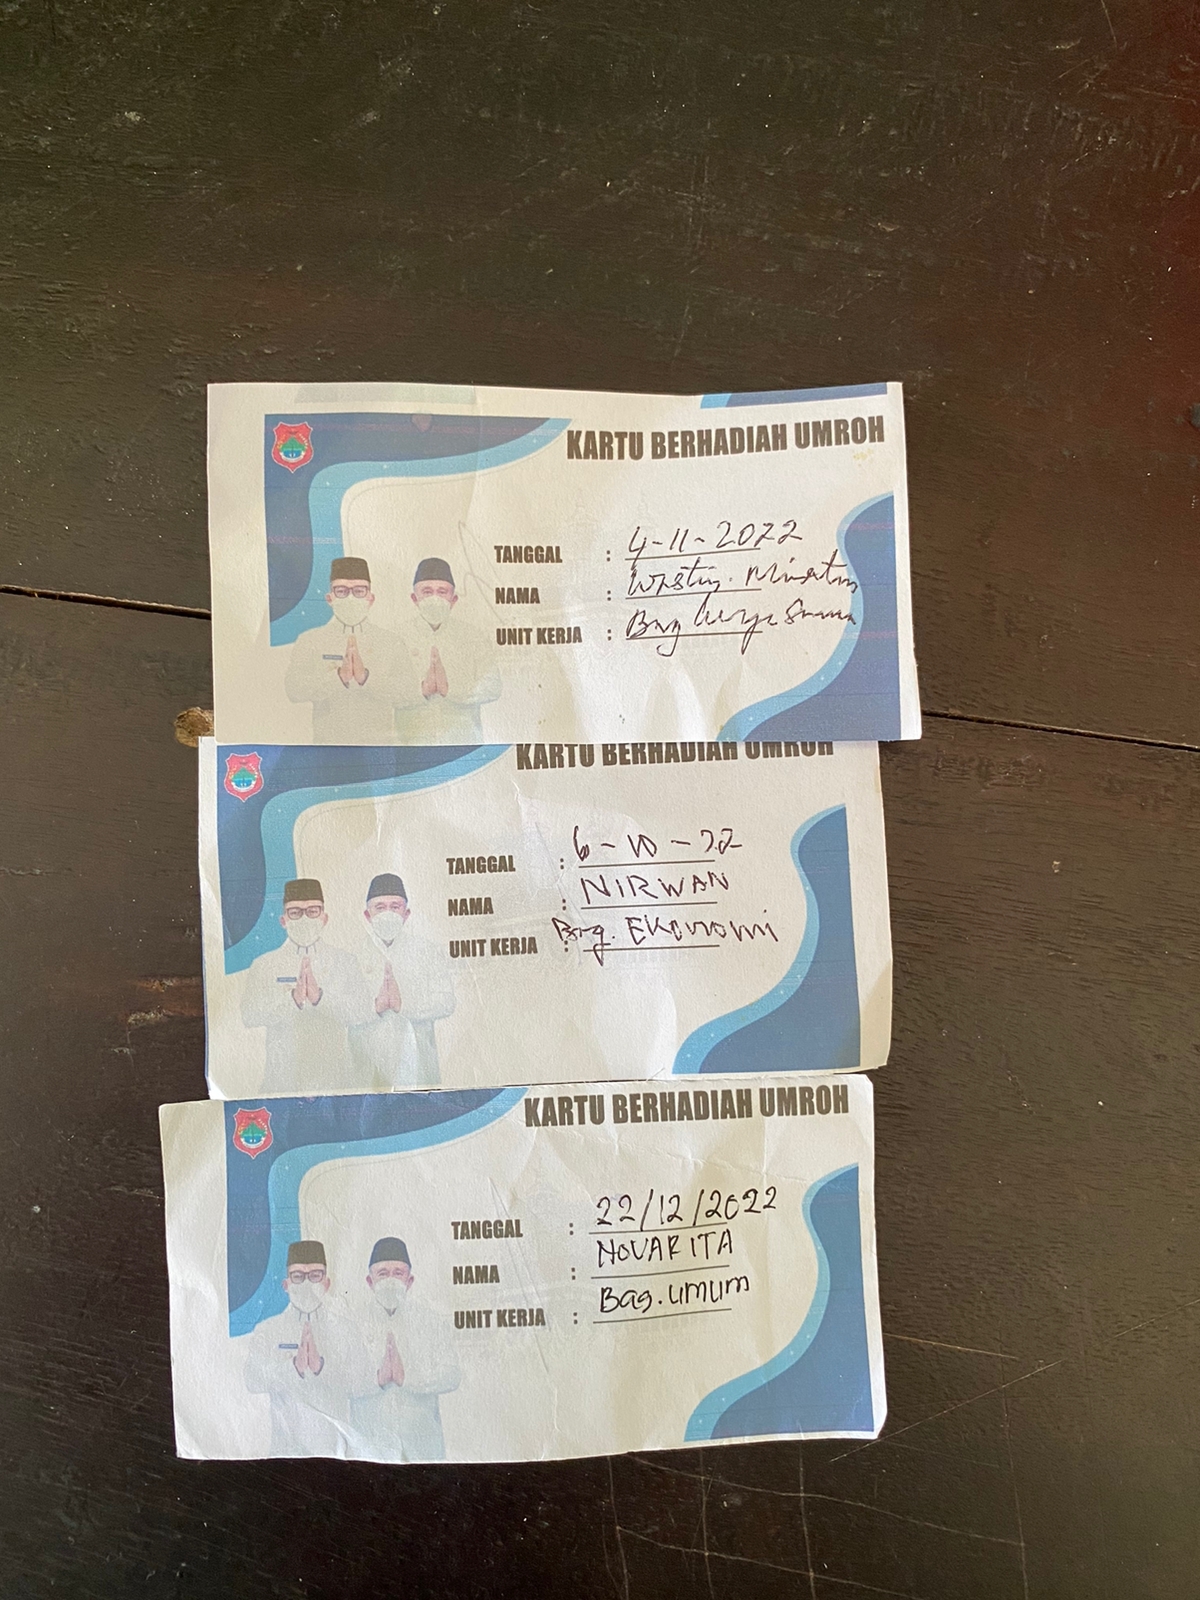 KARTU BERHADIAH UMROH
TANGGAL : 4-11-2022
NAMA :
UNIT KERJA : Bag
KARTU BERHADIAH UMROH
TANGGAL : 6-10-22
NAMA : NIRWAN
UNIT KERJA : Bag. EKonomi
KARTU BERHADIAH UMROH
TANGGAL : 22/12/2022
NAMA : NOVARITA
UNIT KERJA : Bag. umum